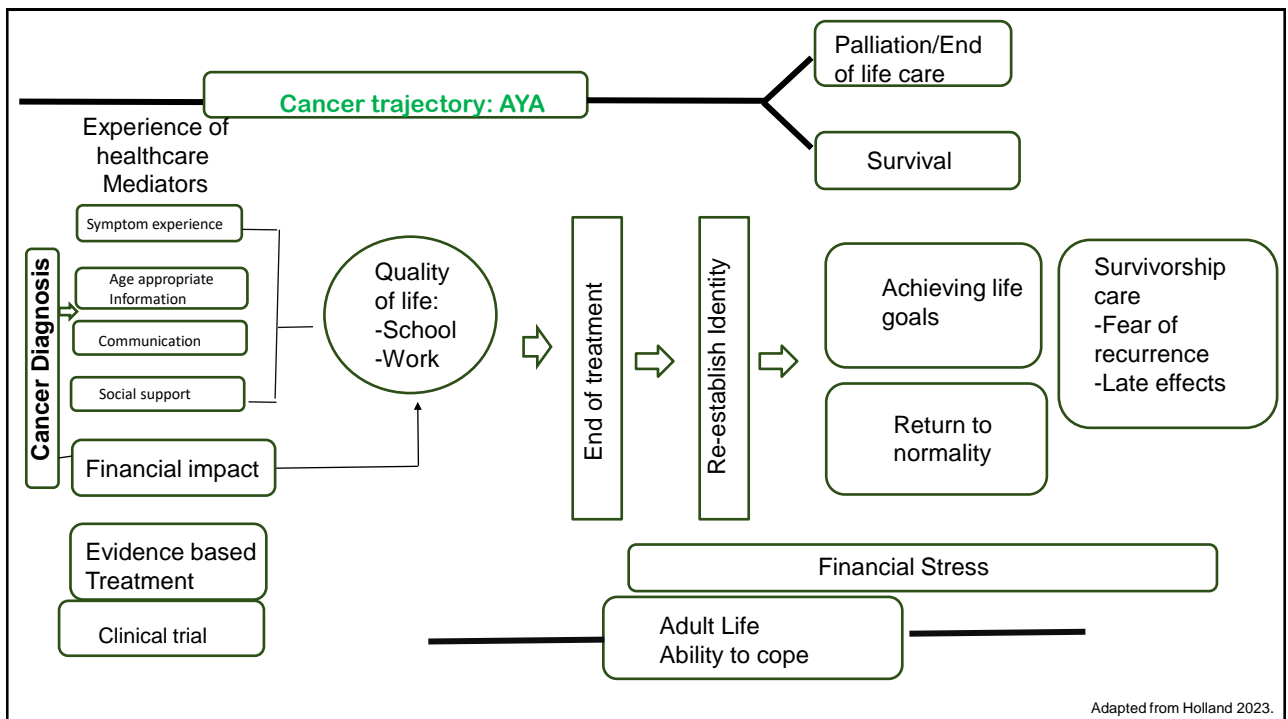 Palliation/End
of life care
Cancer trajectory: AYA
Survival
Experience of
healthcare
Mediators
Cancer Diagnosis
Symptom experience
Age appropriate
Information
Communication
Social support
Financial impact
Quality
of life:
-School
-Work
End of treatment
Re-establish Identity
Achieving life
goals
Return to
normality
Survivorship
care
-Fear of
recurrence
-Late effects
Evidence based
Treatment
Clinical trial
Financial Stress
Adult Life
Ability to cope
Adapted from Holland 2023.